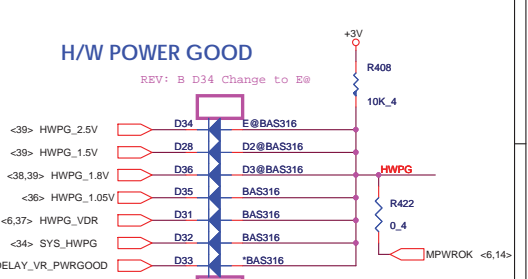 +3V
H/W POWER GOOD
R408
REV: B D34 Change to E@
10K_4
<39> HWPG_2.5V D34 E@BAS316
<39> HWPG_1.5V D28 D2@BAS316
<38,39> HWPG_1.8V D36 D3@BAS316 HWPG
<36> HWPG_1.05V D35 BAS316
R422
<6,37> HWPG_VDR D31 BAS316
0_4
<34> SYS_HWPG D32 BAS316
MPWROK <6,14>
DELAY_VR_PWRGOOD D33 *BAS316